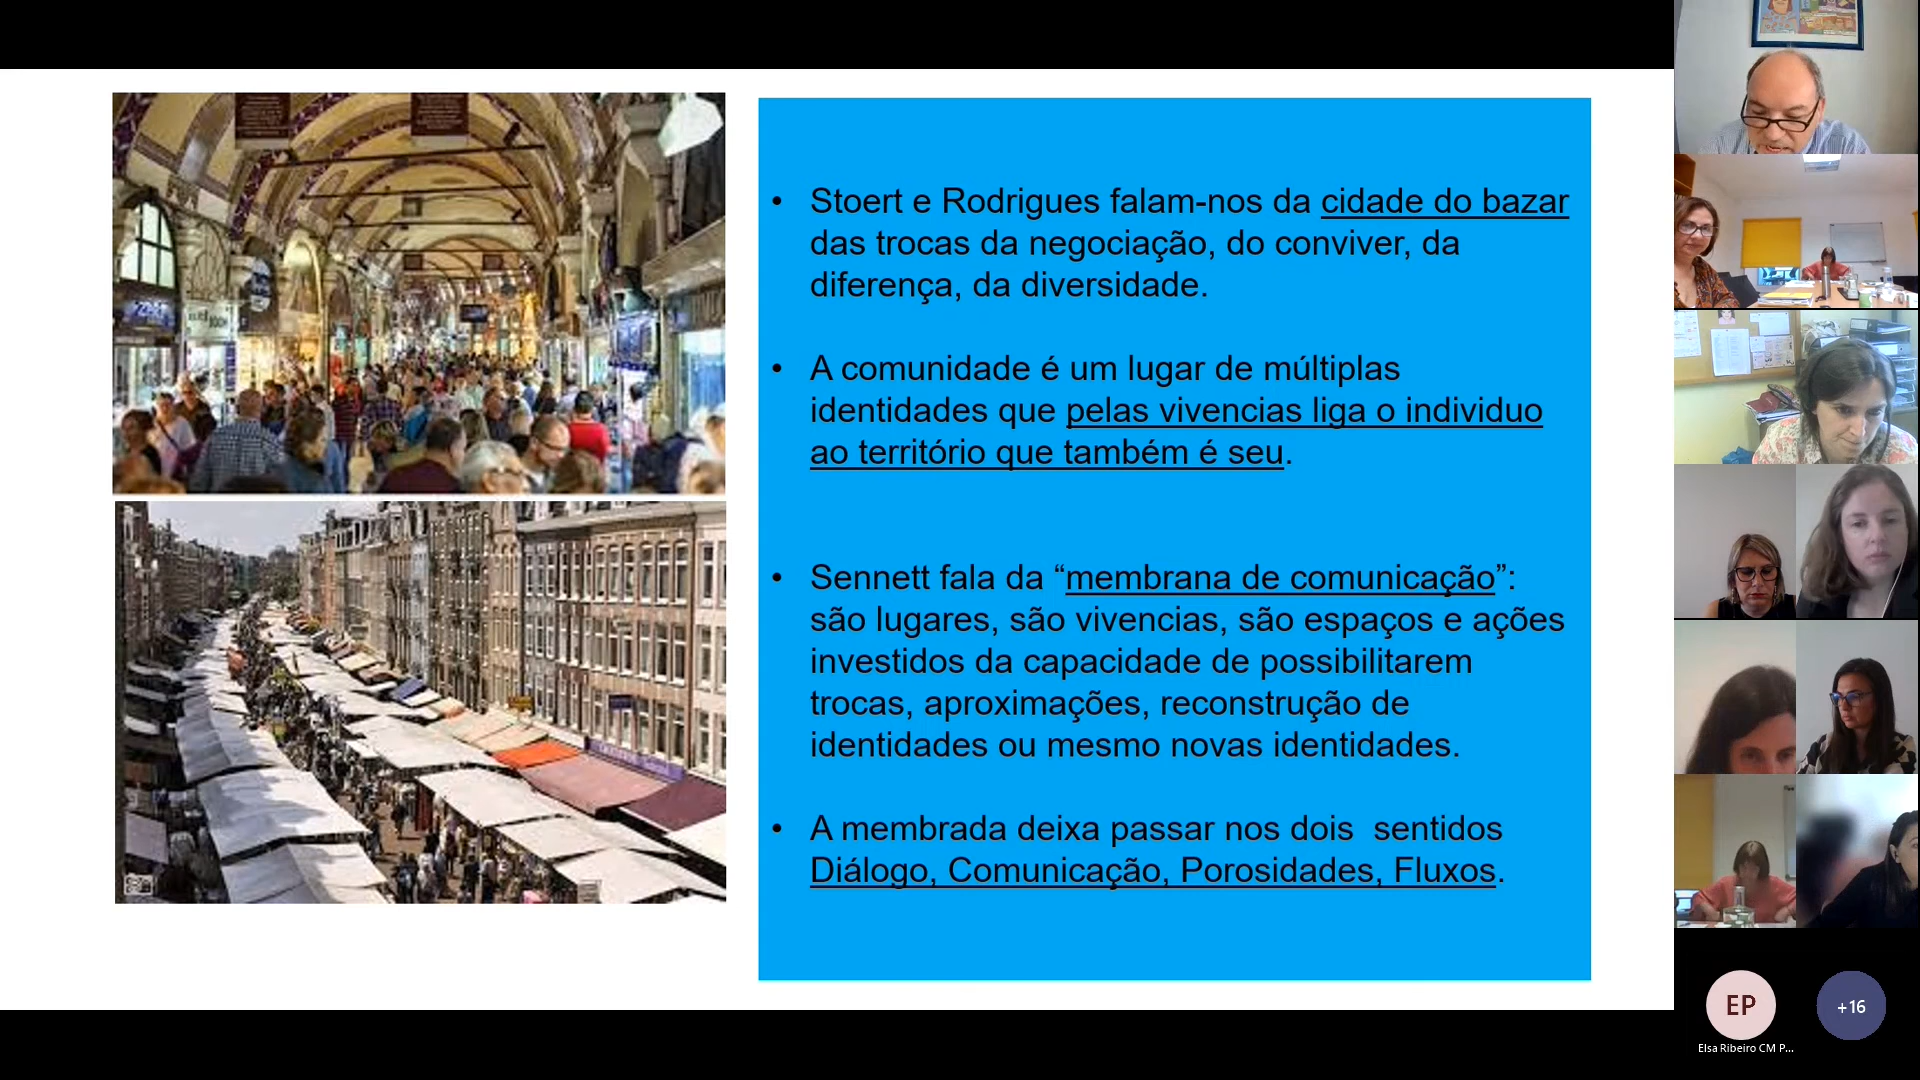 • Stoert e Rodrigues falam-nos da cidade do bazar
das trocas da negociação, do conviver, da
diferença, da diversidade.
• A comunidade é um lugar de múltiplas
identidades que pelas vivencias liga o individuo
ao território que também é seu.
• Sennett fala da “membrana de comunicação”:
são lugares, são vivencias, são espaços e ações
investidos da capacidade de possibilitarem
trocas, aproximações, reconstrução de
identidades ou mesmo novas identidades.
• A membrada deixa passar nos dois  sentidos
Diálogo, Comunicação, Porosidades, Fluxos.
EP
+16
Elsa Ribeiro CM P...